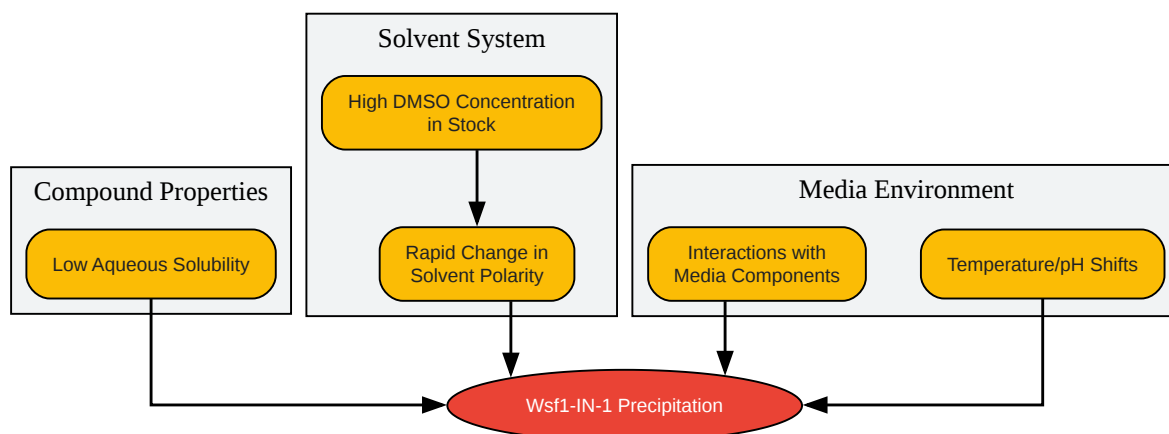 Solvent System
High DMSO Concentration
in Stock
Compound Properties
Media Environment
Low Aqueous Solubility
Rapid Change in
Solvent Polarity
Interactions with
Media Components
Temperature/pH Shifts
Wsf1-IN-1 Precipitation